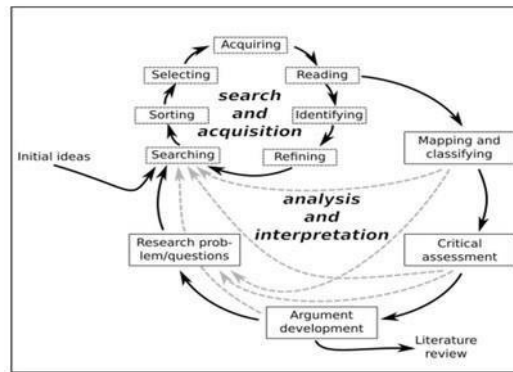 Acquiring
Selecting
Reading
search
and
acquisition
Sorting
Identifying
Initial ideas
Searching
Refining
Mapping and
classifying
analysis
and
interpretation
Research prob-
lem/questions
Critical
assessment
Argument
development
Literature
review